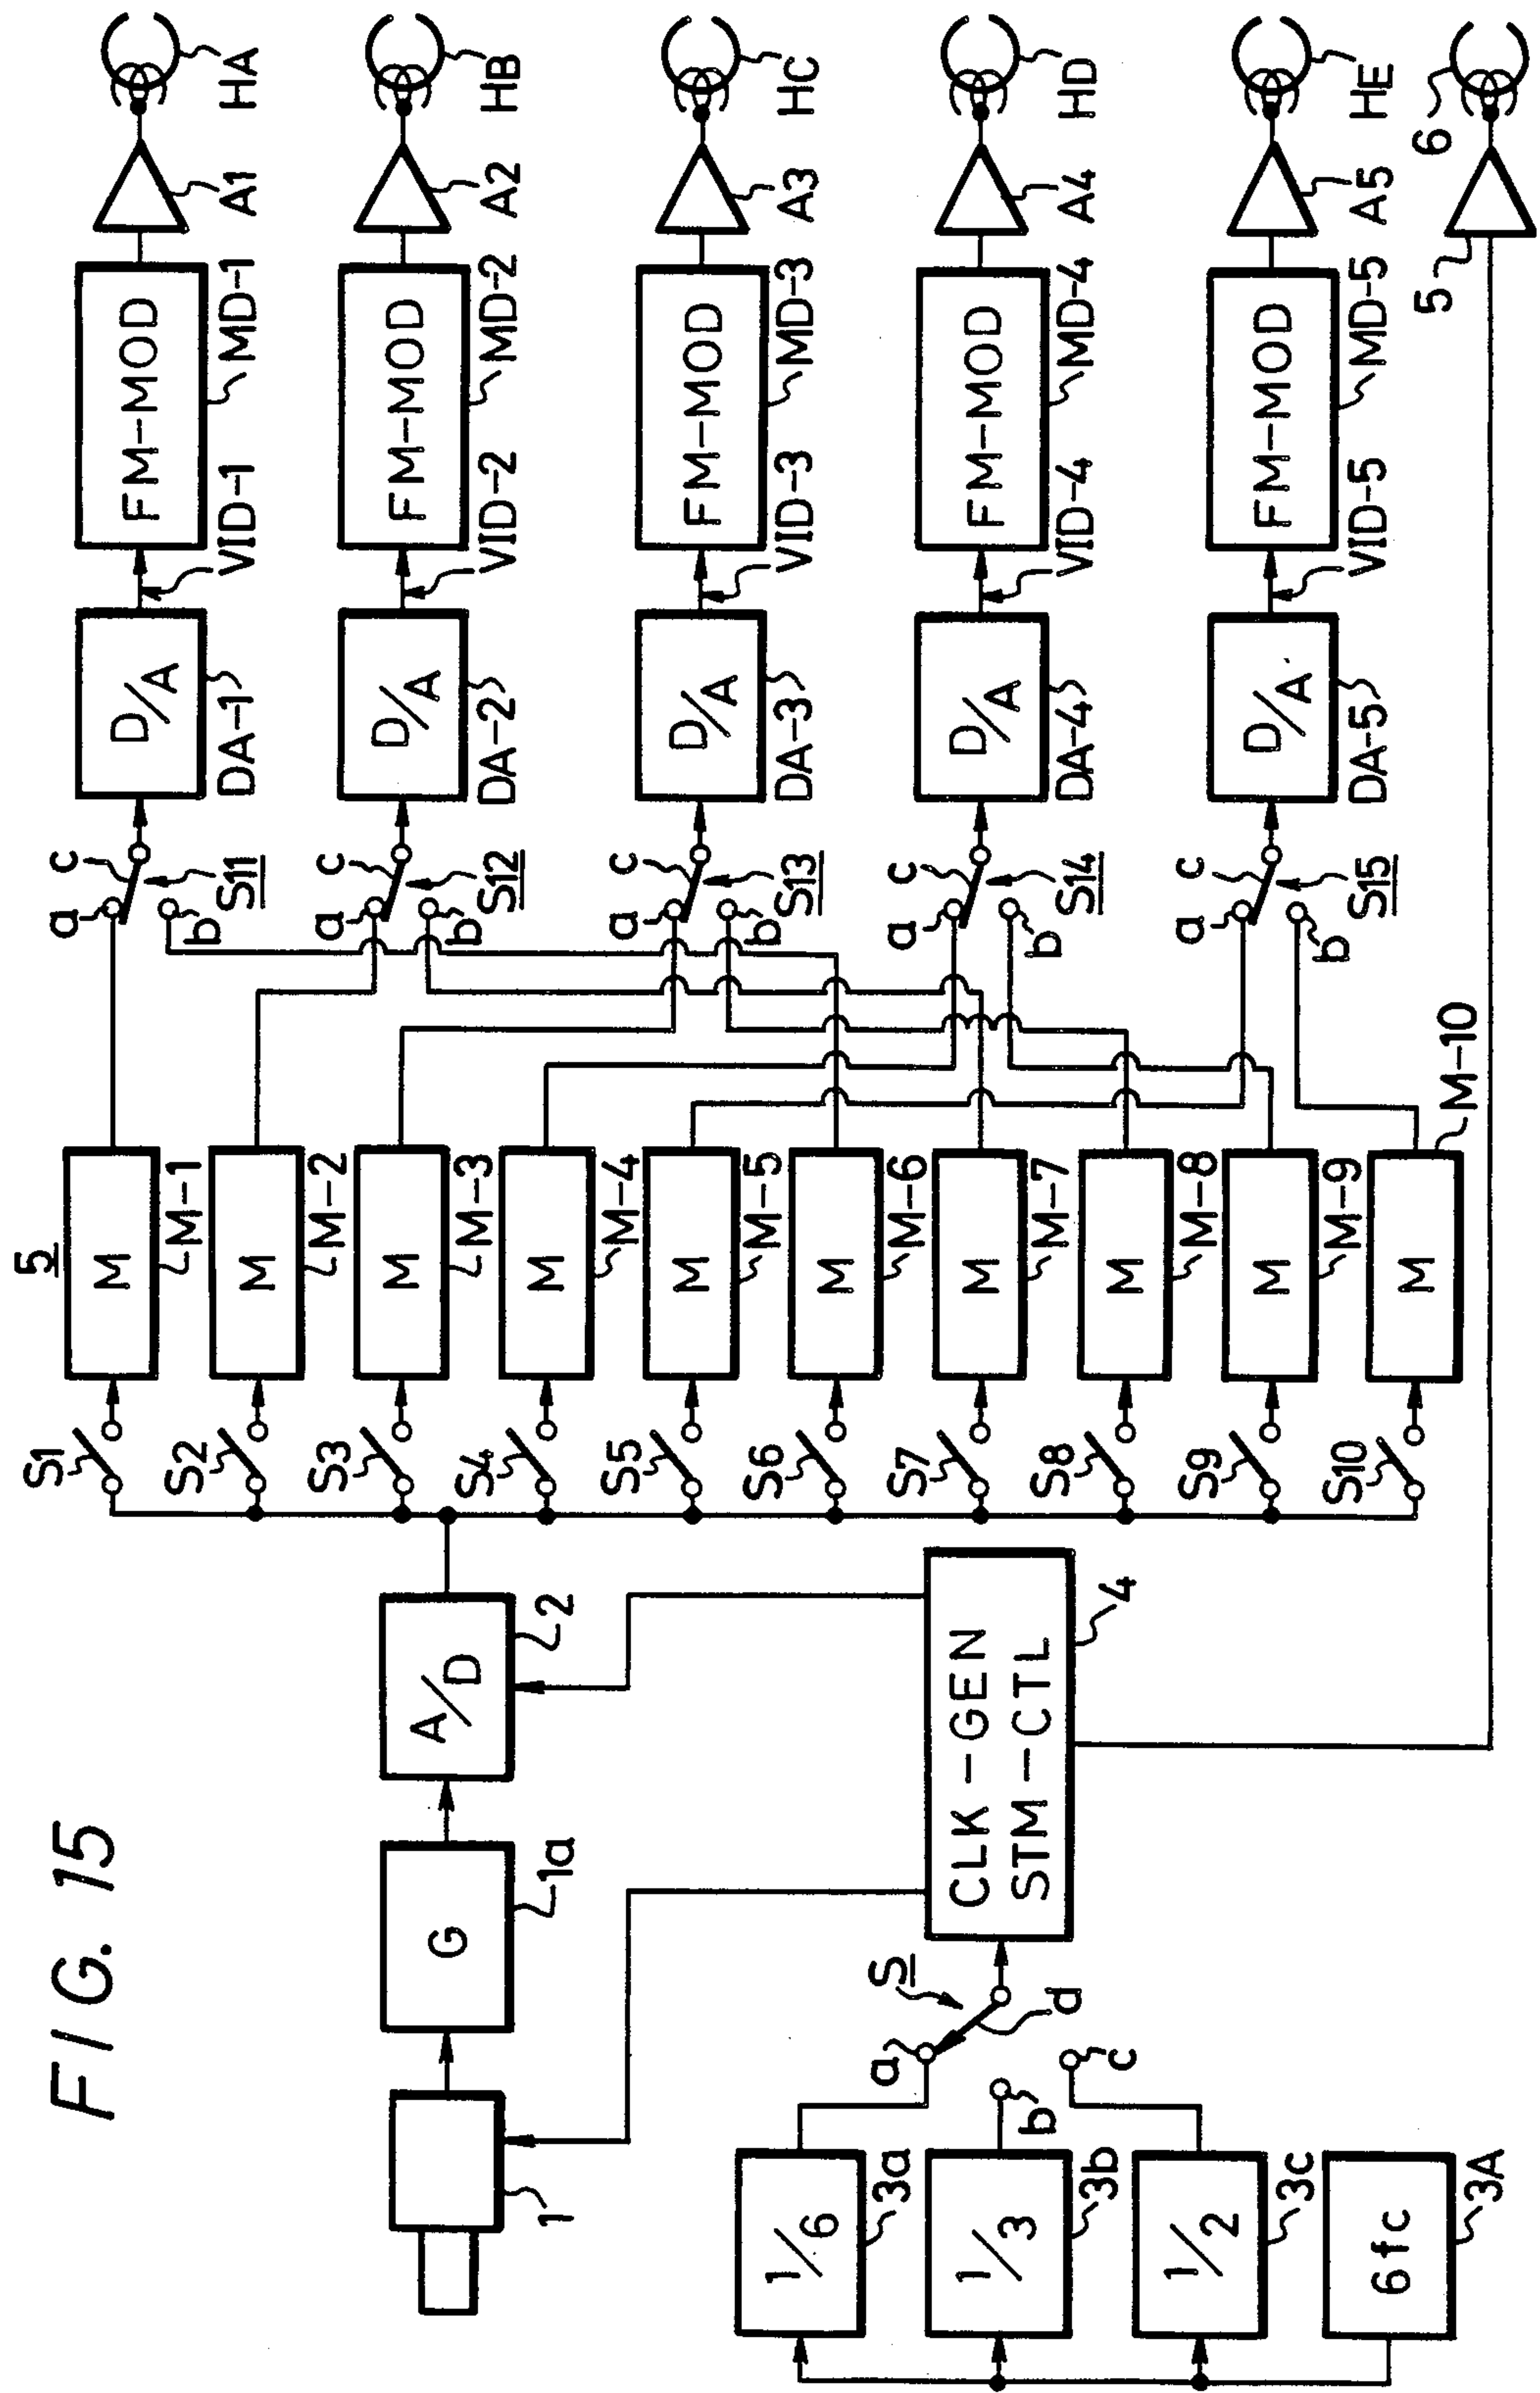 FIG. 15
1
G
1a
A/D
2
1/6
3a
1/3
3b
1/2
3c
6fc
3A
a
b
c
d
S
CLK-GEN
STM-CTL
4
S1
S2
S3
S4
S5
S6
S7
S8
S9
S10
5
M
M-1
M
M-2
M
M-3
M
M-4
M
M-5
M
M-6
M
M-7
M
M-8
M
M-9
M
M-10
a
b
c
S11
a
b
c
S12
a
b
c
S13
a
b
c
S14
a
b
c
S15
D/A
DA-1
D/A
DA-2
D/A
DA-3
D/A
DA-4
D/A
DA-5
VID-1
VID-2
VID-3
VID-4
VID-5
FM-MOD
MD-1
FM-MOD
MD-2
FM-MOD
MD-3
FM-MOD
MD-4
FM-MOD
MD-5
A1
A2
A3
A4
A5
5
HA
HB
HC
HD
HE
6